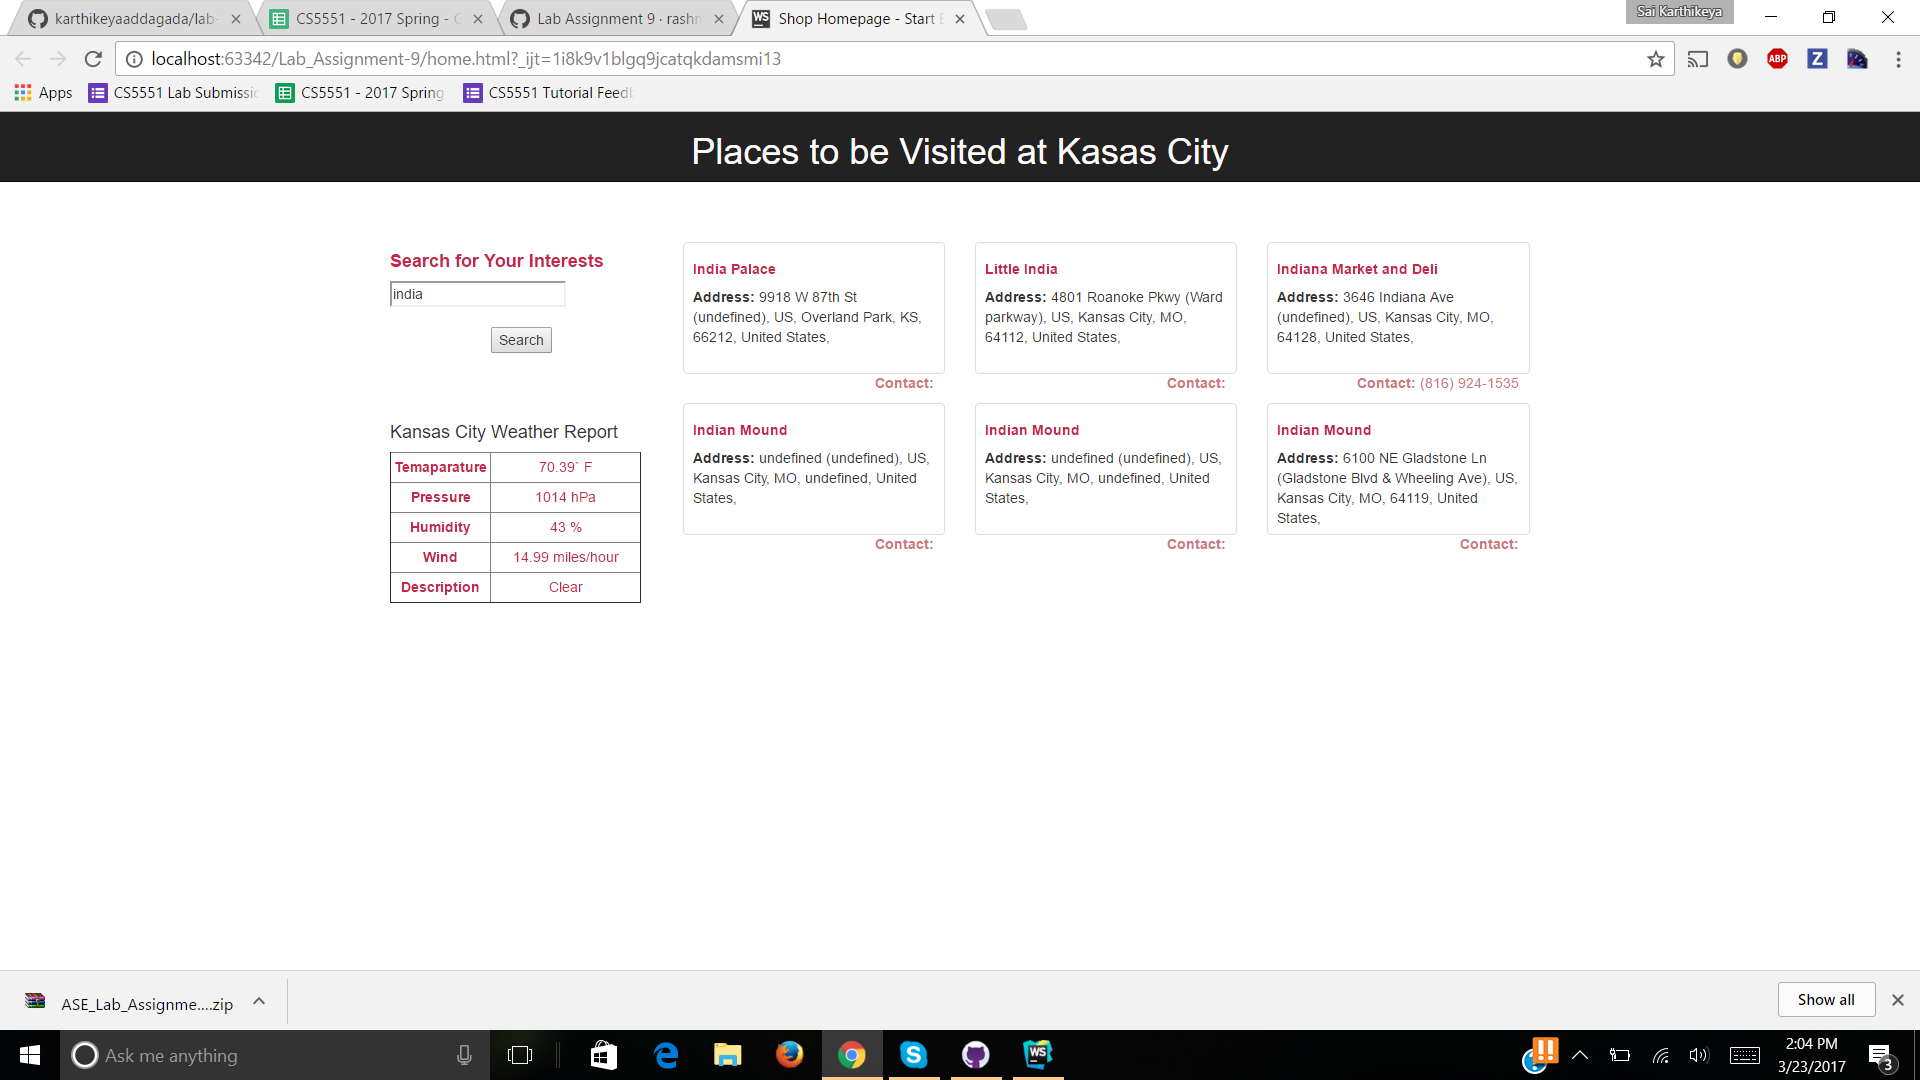 karthikeyaaddagada/lab-
CS5551 - 2017 Spring -
Lab Assignment 9 · rashm
WS Shop Homepage - Start
Sai Karthikeya
localhost:63342/Lab_Assignment-9/home.html?_ijt=1i8k9v1blgq9jcatqkdamsmi13
ABP
Z
Apps
CS5551 Lab Submissic
CS5551 - 2017 Spring
CS5551 Tutorial Feedb
Places to be Visited at Kasas City
Search for Your Interests
india
Search
Kansas City Weather Report
Temaparature 70.39` F
Pressure 1014 hPa
Humidity 43 %
Wind 14.99 miles/hour
Description Clear
India Palace
Address: 9918 W 87th St
(undefined), US, Overland Park, KS,
66212, United States,
Contact:
Little India
Address: 4801 Roanoke Pkwy (Ward
parkway), US, Kansas City, MO,
64112, United States,
Contact:
Indiana Market and Deli
Address: 3646 Indiana Ave
(undefined), US, Kansas City, MO,
64128, United States,
Contact: (816) 924-1535
Indian Mound
Address: undefined (undefined), US,
Kansas City, MO, undefined, United
States,
Contact:
Indian Mound
Address: undefined (undefined), US,
Kansas City, MO, undefined, United
States,
Contact:
Indian Mound
Address: 6100 NE Gladstone Ln
(Gladstone Blvd & Wheeling Ave), US,
Kansas City, MO, 64119, United
States,
Contact:
ASE_Lab_Assignme....zip
Show all
Ask me anything
WS
2:04 PM
3/23/2017
3